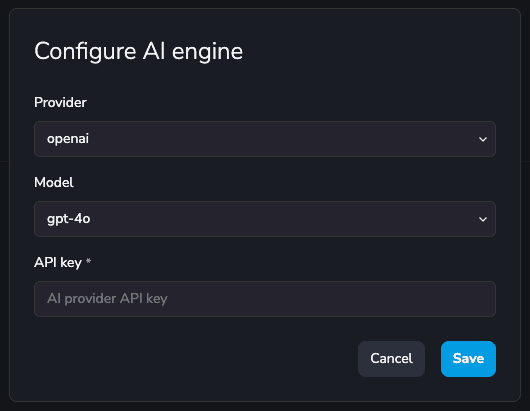 Configure AI engine
Provider
openai
Model
gpt-4o
API key *
AI provider API key
Cancel
Save